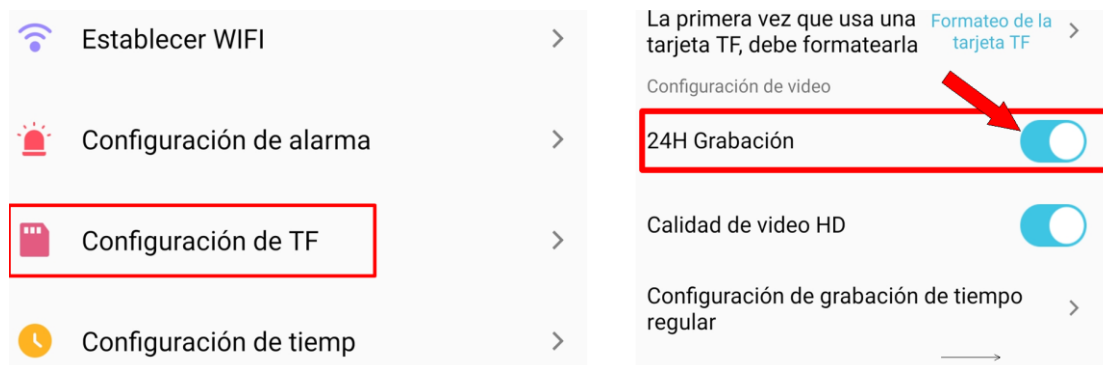 Establecer WIFI
Configuración de alarma
Configuración de TF
Configuración de tiemp
La primera vez que usa una
tarjeta TF, debe formatearla
Formateo de la
tarjeta TF
Configuración de video
24H Grabación
Calidad de video HD
Configuración de grabación de tiempo
regular